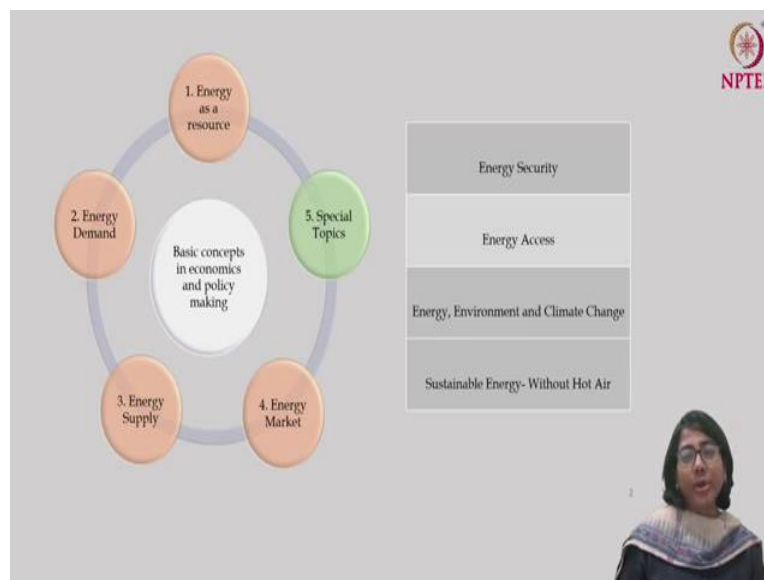 1. Energy
as a
resource
2. Energy
Demand
5. Special
Topics
Basic concepts
in economics
and policy
making
3. Energy
Supply
4. Energy
Market
Energy Security
Energy Access
Energy, Environment and Climate Change
Sustainable Energy- Without Hot Air
NPTE
2